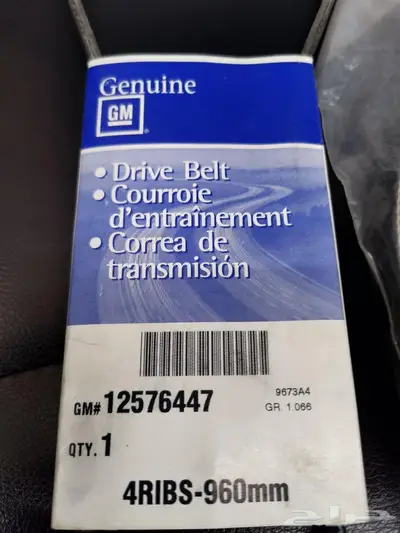 Genuine
GM
• Drive Belt
• Courroie
d'entraînement
• Correa de
transmisión
GM# 12576447
9673A4
GR. 1.066
QTY. 1
4RIBS-960mm